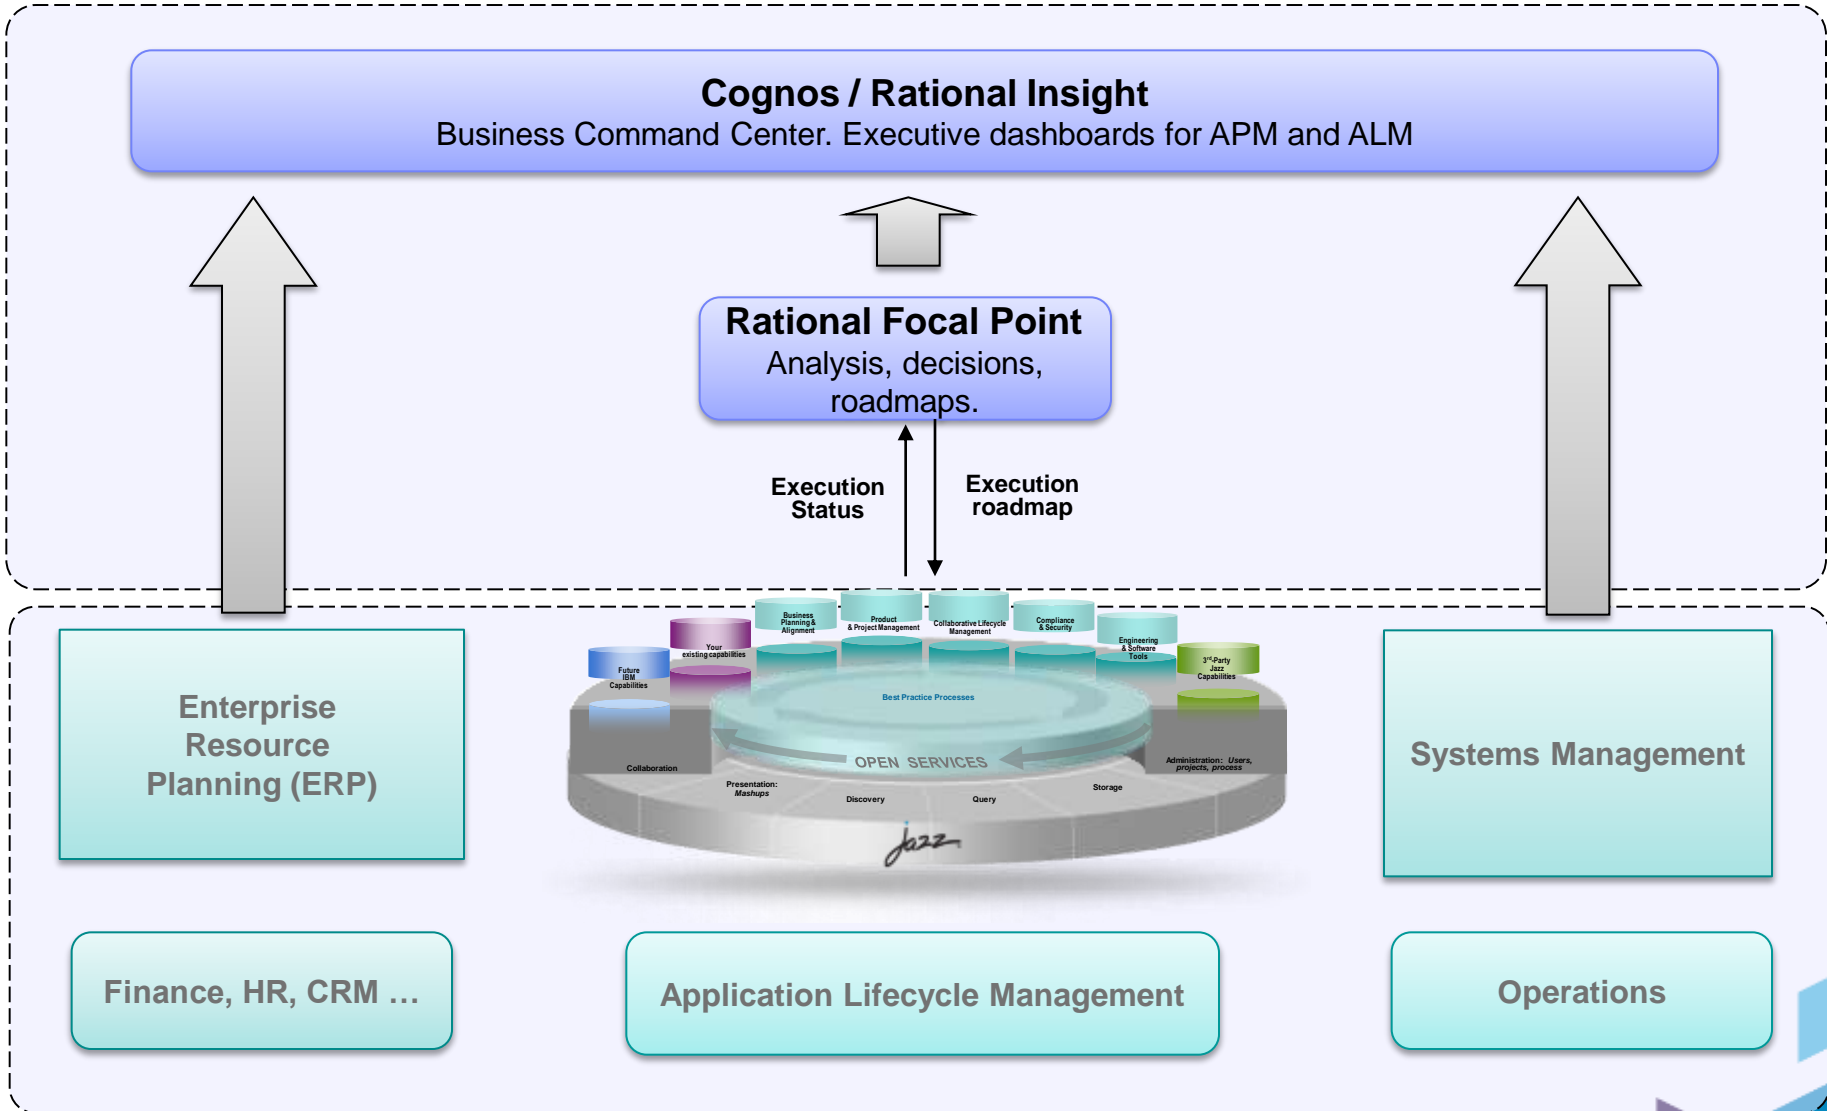 Cognos / Rational Insight
Business Command Center. Executive dashboards for APM and ALM
Rational Focal Point
Analysis, decisions,
roadmaps.
Execution
Status
Execution
roadmap
Business
Planning &
Alignment
Product
& Project Management
Collaborative Lifecycle
Management
Compliance
& Security
Engineering
& Software
Tools
Your
existing capabilities
Future
IBM
Capabilities
3rd-Party
Jazz
Capabilities
Best Practice Processes
OPEN SERVICES
Collaboration
Presentation:
Mashups
Discovery
Query
Storage
Administration: Users,
projects, process
jazz
Enterprise
Resource
Planning (ERP)
Systems Management
Finance, HR, CRM …
Application Lifecycle Management
Operations